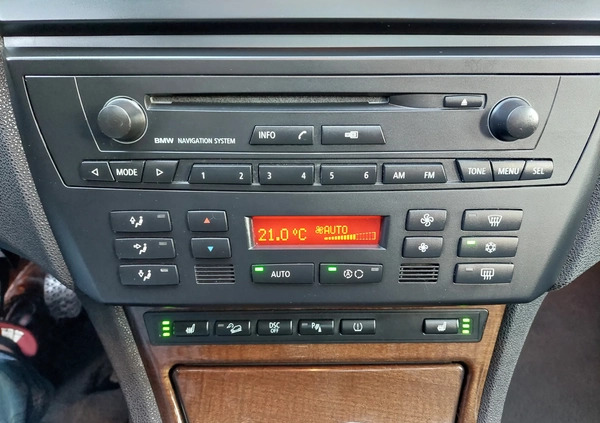 BMW NAVIGATION SYSTEM
INFO
MODE
1 2 3 4 5 6
AM FM
TONE MENU SEL
21.0 °C AUTO
AUTO
DSC OFF
P